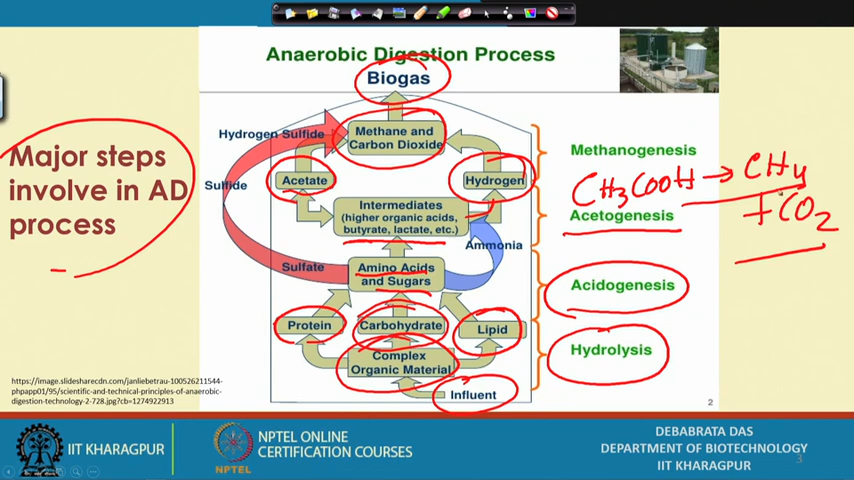 Anaerobic Digestion Process
Biogas
Major steps
involve in AD
process
Hydrogen Sulfide
Methane and
Carbon Dioxide
Methanogenesis
Sulfide
Acetate
Hydrogen
CH3COOH → CH4
+ CO2
Intermediates
(higher organic acids,
butyrate, lactate, etc.)
Acetogenesis
Ammonia
Sulfate
Amino Acids
and Sugars
Acidogenesis
Protein
Carbohydrate
Lipid
Hydrolysis
Complex
Organic Material
Influent
https://image.slidesharecdn.com/janliebetrau-100526211544-
phpapp01/95/scientific-and-technical-principles-of-anaerobic-
digestion-technology-2-728.jpg?cb=1274922913
2
IIT KHARAGPUR
NPTEL
NPTEL ONLINE
CERTIFICATION COURSES
DEBABRATA DAS
DEPARTMENT OF BIOTECHNOLOGY
IIT KHARAGPUR
3